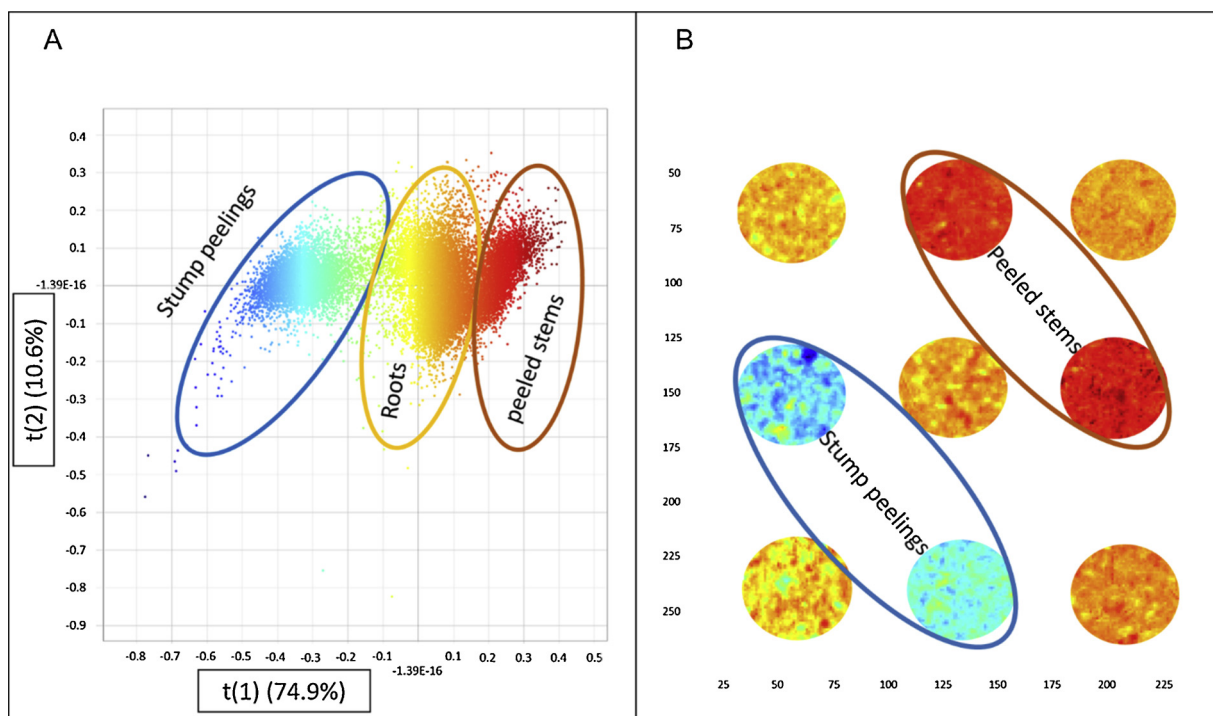 A
0.4
0.3
0.2
0.1
-1.39E-16
-0.1
-0.2
-0.3
-0.4
-0.5
-0.6
-0.7
-0.8
-0.9
t(2) (10.6%)
Stump peelings
Roots
peeled stems
-0.8 -0.7 -0.6 -0.5 -0.4 -0.3 -0.2 -0.1 -1.39E-16 0.1 0.2 0.3 0.4 0.5
t(1) (74.9%)
B
50
75
100
125
150
175
200
225
250
Peeled stems
Stump peelings
25 50 75 100 125 150 175 200 225